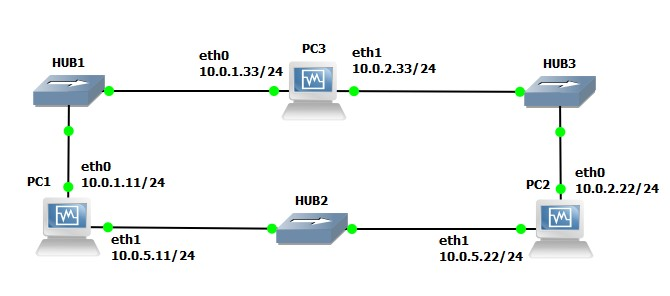 HUB1
eth0
10.0.1.33/24
PC3
eth1
10.0.2.33/24
HUB3
PC1
eth0
10.0.1.11/24
HUB2
PC2
eth0
10.0.2.22/24
eth1
10.0.5.11/24
eth1
10.0.5.22/24